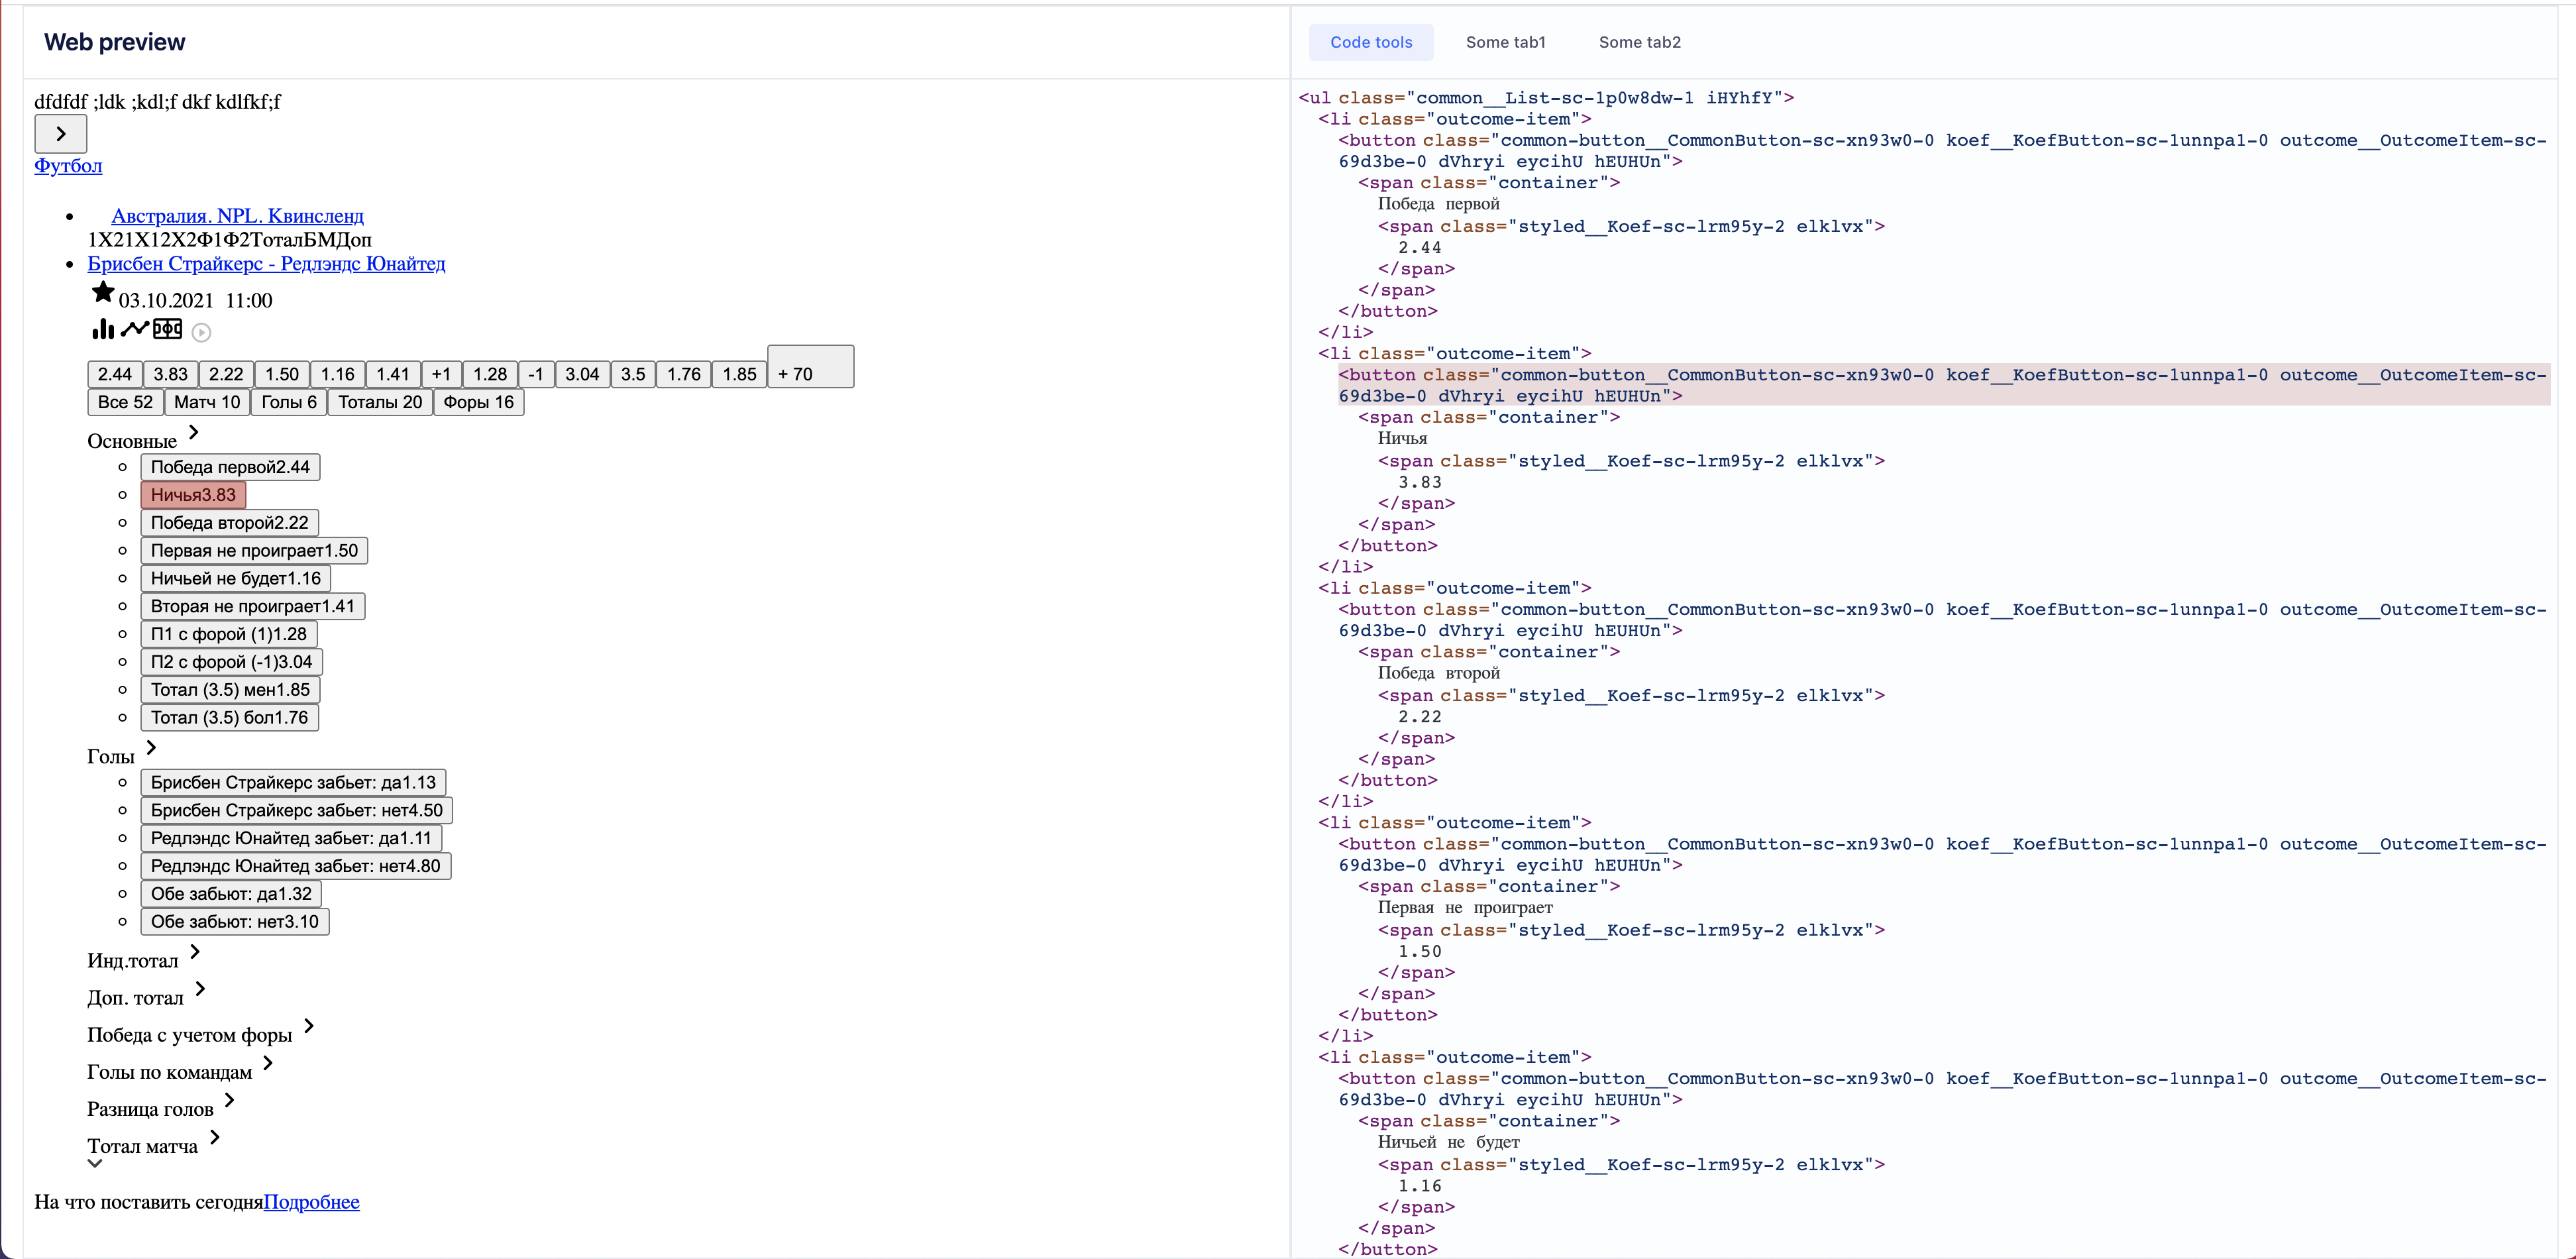 Web preview
dfdfdf ;ldk ;kdl;f dkf kdlfkf;f
Футбол
Австралия. NPL. Квинсленд
1X21X12X2Ф1Ф2ТоталБМДоп
Брисбен Страйкерс - Редлэндс Юнайтед
03.10.2021 11:00
2.44 3.83 2.22 1.50 1.16 1.41 +1 1.28 -1 3.04 3.5 1.76 1.85 + 70
Все 52 Матч 10 Голы 6 Тоталы 20 Форы 16
Основные
Победа первой2.44
Ничья3.83
Победа второй2.22
Первая не проиграет1.50
Ничьей не будет1.16
Вторая не проиграет1.41
П1 с форой (1)1.28
П2 с форой (-1)3.04
Тотал (3.5) мен1.85
Тотал (3.5) бол1.76
Голы
Брисбен Страйкерс забьет: да1.13
Брисбен Страйкерс забьет: нет4.50
Редлэндс Юнайтед забьет: да1.11
Редлэндс Юнайтед забьет: нет4.80
Обе забьют: да1.32
Обе забьют: нет3.10
Инд.тотал
Доп. тотал
Победа с учетом форы
Голы по командам
Разница голов
Тотал матча
На что поставить сегодняПодробнее
Code tools Some tab1 Some tab2
<ul class="common__List-sc-1p0w8dw-1 iHYhfY">
<li class="outcome-item">
<button class="common-button__CommonButton-sc-xn93w0-0 koef__KoefButton-sc-1unnpa1-0 outcome__OutcomeItem-sc-
69d3be-0 dVhryi eycihU hEUHUn">
<span class="container">
Победа первой
<span class="styled__Koef-sc-lrm95y-2 elklvx">
2.44
</span>
</span>
</button>
</li>
<li class="outcome-item">
<button class="common-button__CommonButton-sc-xn93w0-0 koef__KoefButton-sc-1unnpa1-0 outcome__OutcomeItem-sc-
69d3be-0 dVhryi eycihU hEUHUn">
<span class="container">
Ничья
<span class="styled__Koef-sc-lrm95y-2 elklvx">
3.83
</span>
</span>
</button>
</li>
<li class="outcome-item">
<button class="common-button__CommonButton-sc-xn93w0-0 koef__KoefButton-sc-1unnpa1-0 outcome__OutcomeItem-sc-
69d3be-0 dVhryi eycihU hEUHUn">
<span class="container">
Победа второй
<span class="styled__Koef-sc-lrm95y-2 elklvx">
2.22
</span>
</span>
</button>
</li>
<li class="outcome-item">
<button class="common-button__CommonButton-sc-xn93w0-0 koef__KoefButton-sc-1unnpa1-0 outcome__OutcomeItem-sc-
69d3be-0 dVhryi eycihU hEUHUn">
<span class="container">
Первая не проиграет
<span class="styled__Koef-sc-lrm95y-2 elklvx">
1.50
</span>
</span>
</button>
</li>
<li class="outcome-item">
<button class="common-button__CommonButton-sc-xn93w0-0 koef__KoefButton-sc-1unnpa1-0 outcome__OutcomeItem-sc-
69d3be-0 dVhryi eycihU hEUHUn">
<span class="container">
Ничьей не будет
<span class="styled__Koef-sc-lrm95y-2 elklvx">
1.16
</span>
</span>
</button>